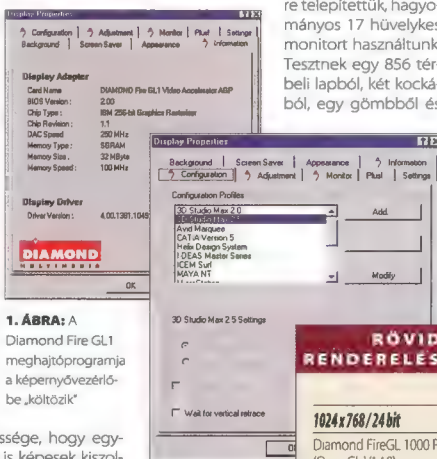 re telepítettük, hagyo-
mányos 17 hüvelykes
monitort használtunk
Tesztnek egy 856 tér-
beli lapból, két kocká-
ból, egy gömbből és
Display Properties
Configuration Adjustment Monitor Plus! Settings
Background Screen Saver Appearance Information
Display Adapter
Card Name DIAMOND Fire GL1 Video Accelerator AGP
BIOS Version: 2.00
Chip Type: IBM 256-bit Graphics Rasterizer
Chip Revision: 1.1
DAC Speed 250 MHz
Memory Type: SGRAM
Memory Size: 32 MByte
Memory Speed: 100 MHz
Display Driver
Driver Version: 4.00.1381.1048
DIAMOND
MULTIMEDIA
OK
Display Properties
Background Screen Saver Appearance Information
Configuration Adjustment Monitor Plus! Settings
Configuration Profiles
3D Studio Max 2.0
3D Studio Max 2.5
Avid Marquee
CATIA Version 5
Helix Design System
I-DEAS Master Series
ICEM Surf
MAYA NT
Add
Modify
3D Studio Max 2.5 Settings
Wait for vertical retrace
1. ÁBRA: A
Diamond Fire GL1
meghajtóprogramja
a képernyővezérlő-
be „költözik”
ssége, hogy egy-
is képesek kiszol-
RÖVID
RENDERELÉS
1024x768/24 bit
Diamond FireGL 1000 P